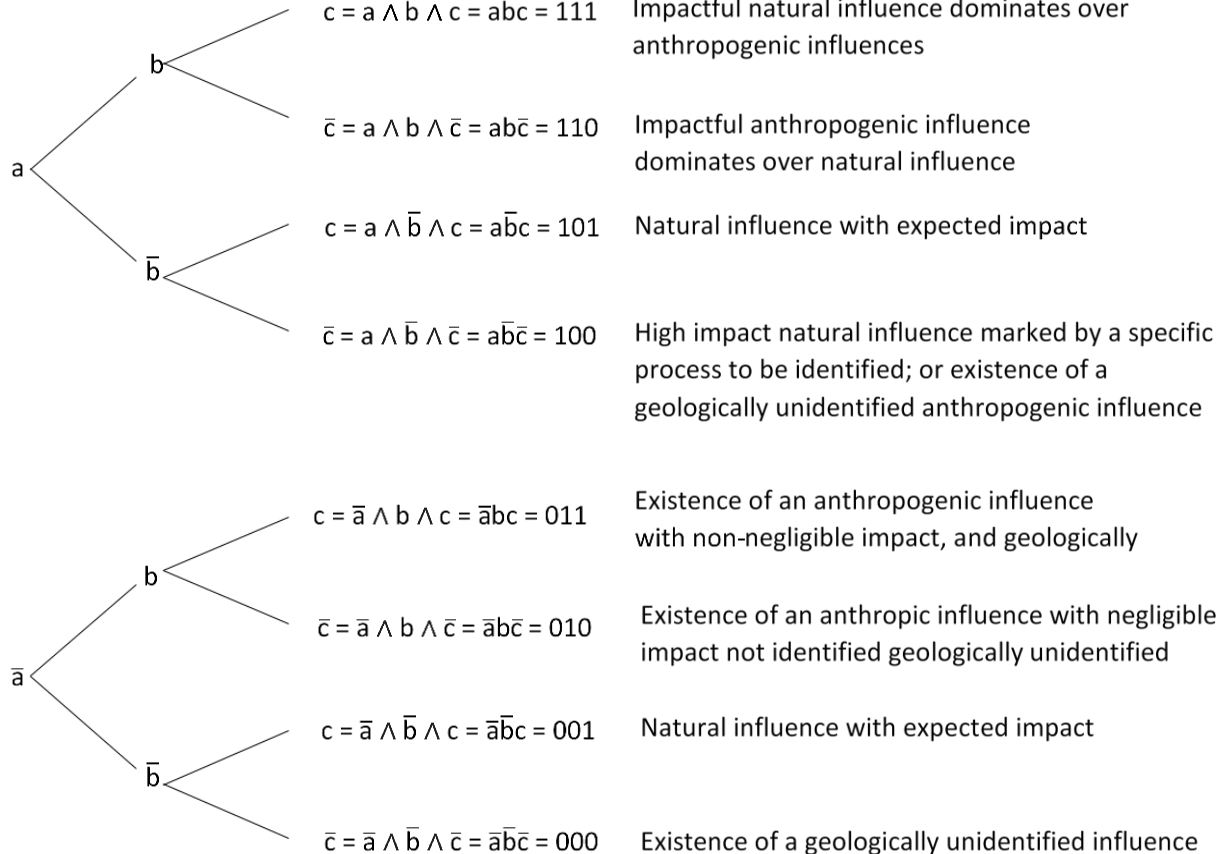 c = a ∧ b ∧ c = abc = 111 Impactful natural influence dominates over
anthropogenic influences
b
c̄ = a ∧ b ∧ c̄ = abc̄ = 110 Impactful anthropogenic influence
dominates over natural influence
a
c = a ∧ b̄ ∧ c = ab̄c = 101 Natural influence with expected impact
b̄
c̄ = a ∧ b̄ ∧ c̄ = ab̄c̄ = 100 High impact natural influence marked by a specific
process to be identified; or existence of a
geologically unidentified anthropogenic influence
c = ā ∧ b ∧ c = ābc = 011 Existence of an anthropogenic influence
with non-negligible impact, and geologically
b
c̄ = ā ∧ b ∧ c̄ = ābc̄ = 010 Existence of an anthropic influence with negligible
impact not identified geologically unidentified
ā
c = ā ∧ b̄ ∧ c = āb̄c = 001 Natural influence with expected impact
b̄
c̄ = ā ∧ b̄ ∧ c̄ = āb̄c̄ = 000 Existence of a geologically unidentified influence